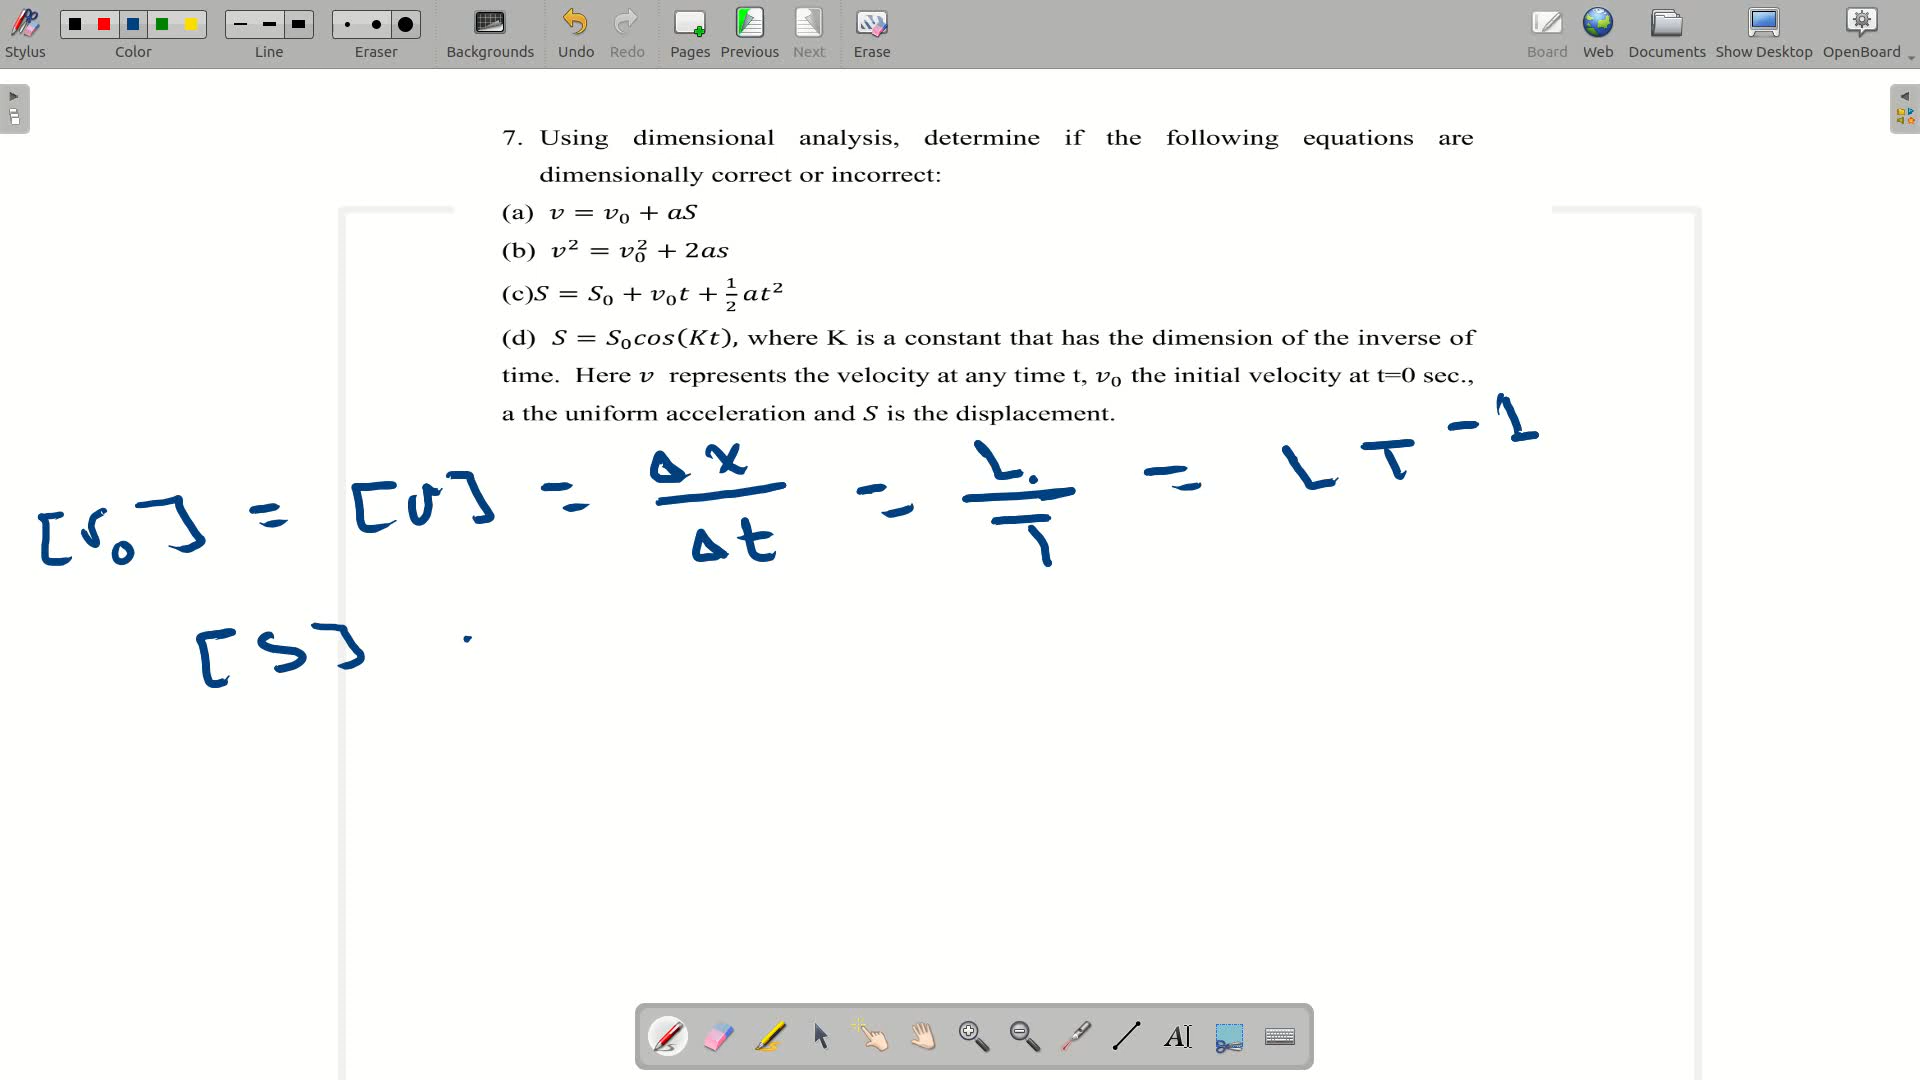 Stylus Color Line Eraser Backgrounds Undo Redo Pages Previous Next Erase Board Web Documents Show Desktop OpenBoard
7. Using dimensional analysis, determine if the following equations are
dimensionally correct or incorrect:
(a) v = v₀ + aS
(b) v² = v₀² + 2as
(c)S = S₀ + v₀t + ½ at²
(d) S = S₀cos(Kt), where K is a constant that has the dimension of the inverse of
time. Here v represents the velocity at any time t, v₀ the initial velocity at t=0 sec.,
a the uniform acceleration and S is the displacement.
[v₀] = [v] = Δx/Δt = L/T = L T⁻¹
[S]